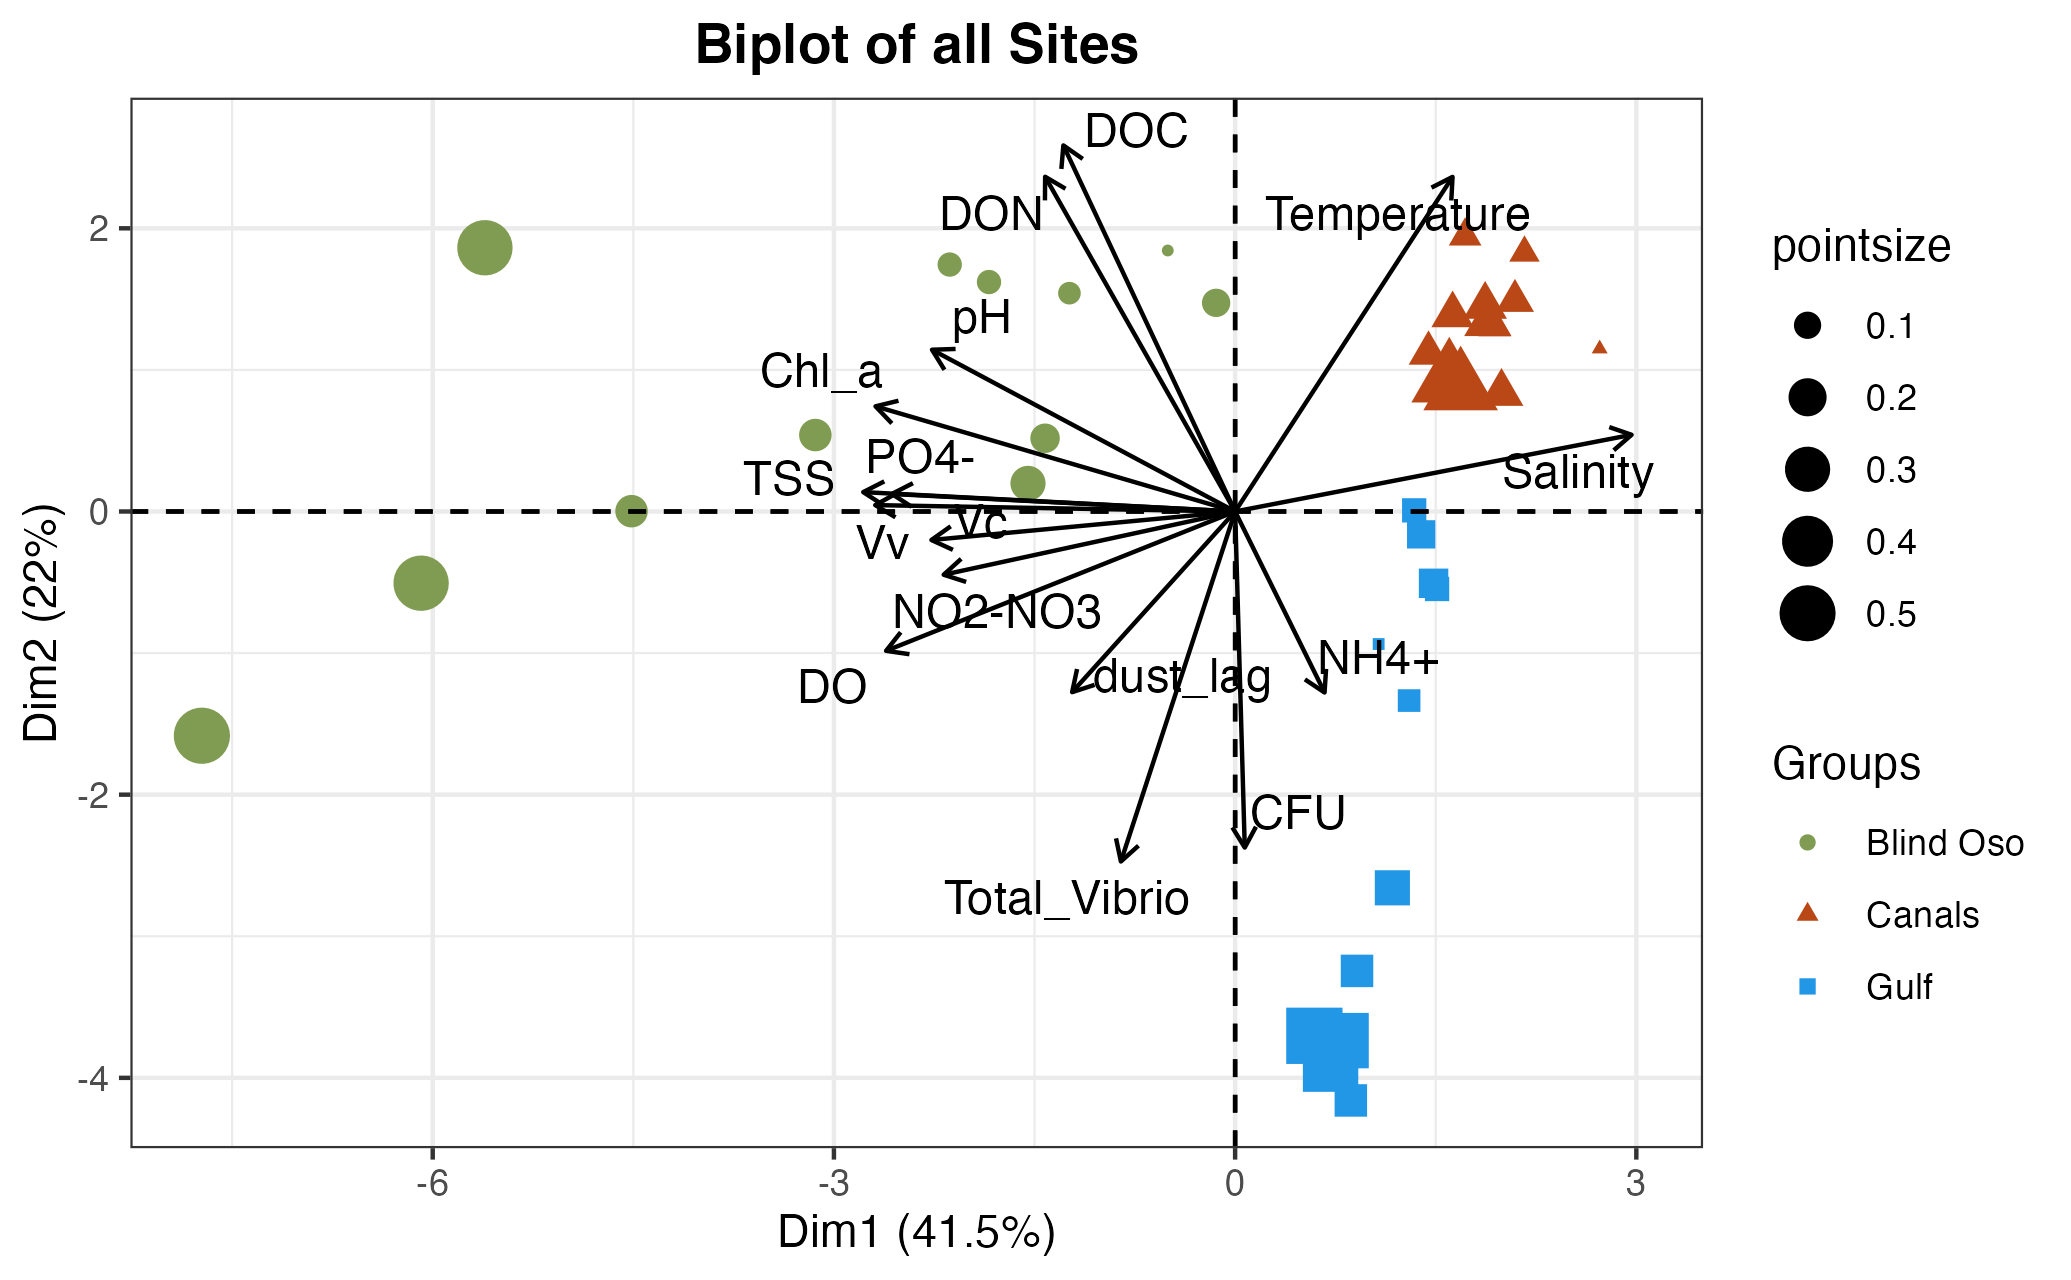 Biplot of all Sites
DOC
DON
Temperature
pH
Chl_a
PO4-
TSS
Salinity
Vc
Vv
NO2-NO3
NH4+
dust_lag
DO
CFU
Total_Vibrio
2
0
-2
-4
-6
-3
0
3
Dim1 (41.5%)
Dim2 (22%)
pointsize
0.1
0.2
0.3
0.4
0.5
Groups
Blind Oso
Canals
Gulf